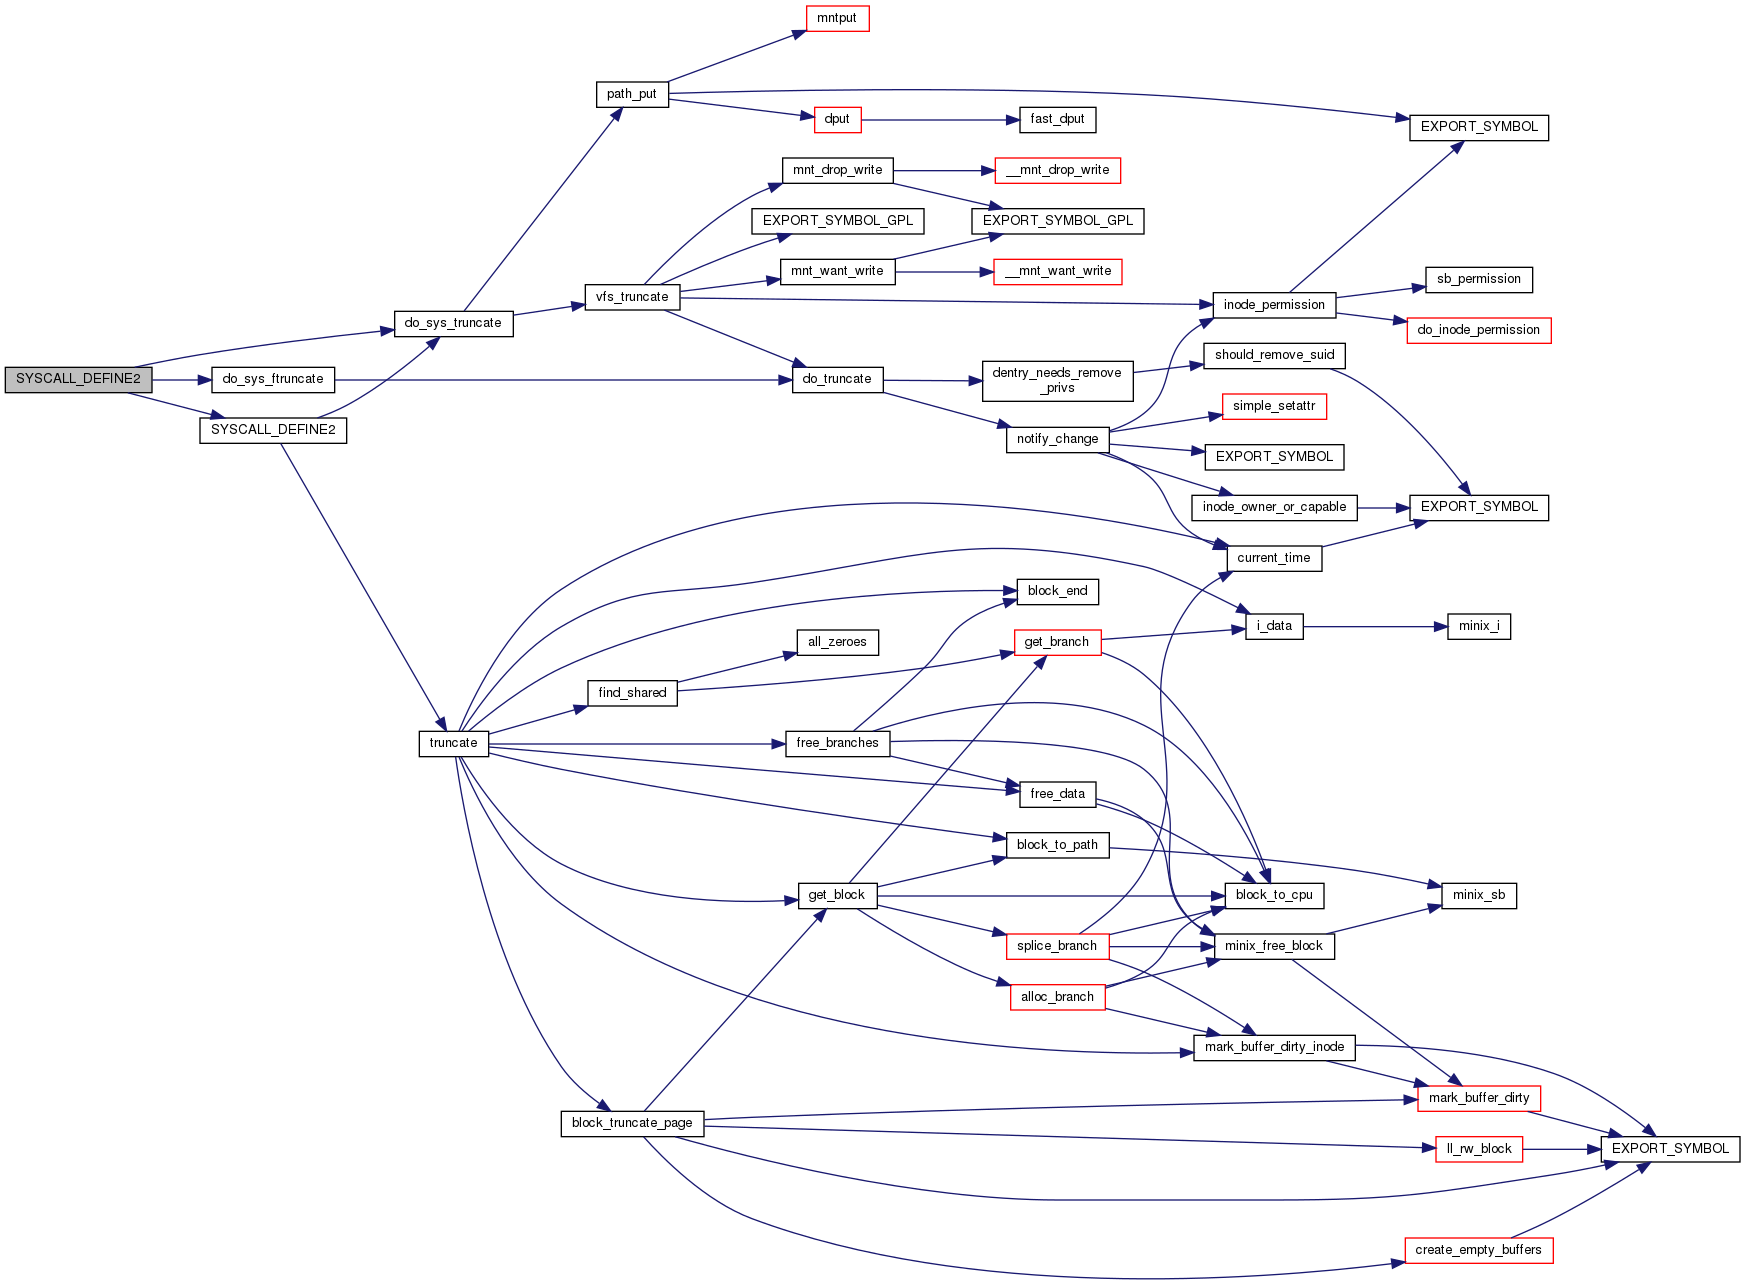 mntput
path_put
dput
fast_dput
EXPORT_SYMBOL
mnt_drop_write
__mnt_drop_write
EXPORT_SYMBOL_GPL
EXPORT_SYMBOL_GPL
mnt_want_write
__mnt_want_write
sb_permission
vfs_truncate
inode_permission
do_sys_truncate
do_inode_permission
should_remove_suid
SYSCALL_DEFINE2
do_sys_ftruncate
do_truncate
dentry_needs_remove
_privs
simple_setattr
SYSCALL_DEFINE2
notify_change
EXPORT_SYMBOL
inode_owner_or_capable
EXPORT_SYMBOL
current_time
block_end
i_data
minix_i
all_zeroes
get_branch
find_shared
truncate
free_branches
free_data
block_to_path
get_block
block_to_cpu
minix_sb
splice_branch
minix_free_block
alloc_branch
mark_buffer_dirty_inode
mark_buffer_dirty
block_truncate_page
ll_rw_block
EXPORT_SYMBOL
create_empty_buffers